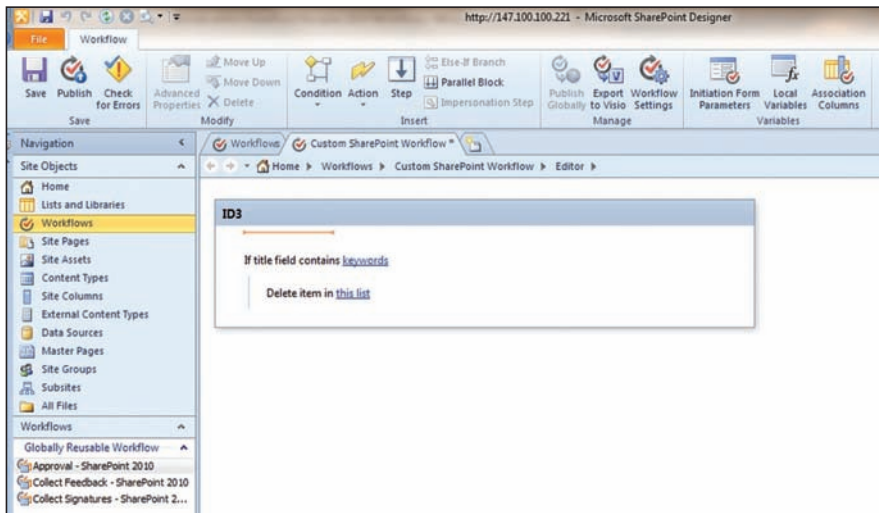 http://147.100.100.221 - Microsoft SharePoint Designer
File Workflow
Save Publish Check for Errors
Save
Advanced Properties
Move Up
Move Down
Delete
Modify
Condition Action Step
Else-If Branch
Parallel Block
Impersonation Step
Insert
Publish Globally
Export to Visio
Workflow Settings
Manage
Initiation Form Parameters
Local Variables
Association Columns
Variables
Navigation
Workflows Custom SharePoint Workflow *
Home Workflows Custom SharePoint Workflow Editor
Site Objects
Home
Lists and Libraries
Workflows
Site Pages
Site Assets
Content Types
Site Columns
External Content Types
Data Sources
Master Pages
Site Groups
Subsites
All Files
Workflows
Globally Reusable Workflow
Approval - SharePoint 2010
Collect Feedback - SharePoint 2010
Collect Signatures - SharePoint 2...
ID3
If title field contains keywords
Delete item in this list